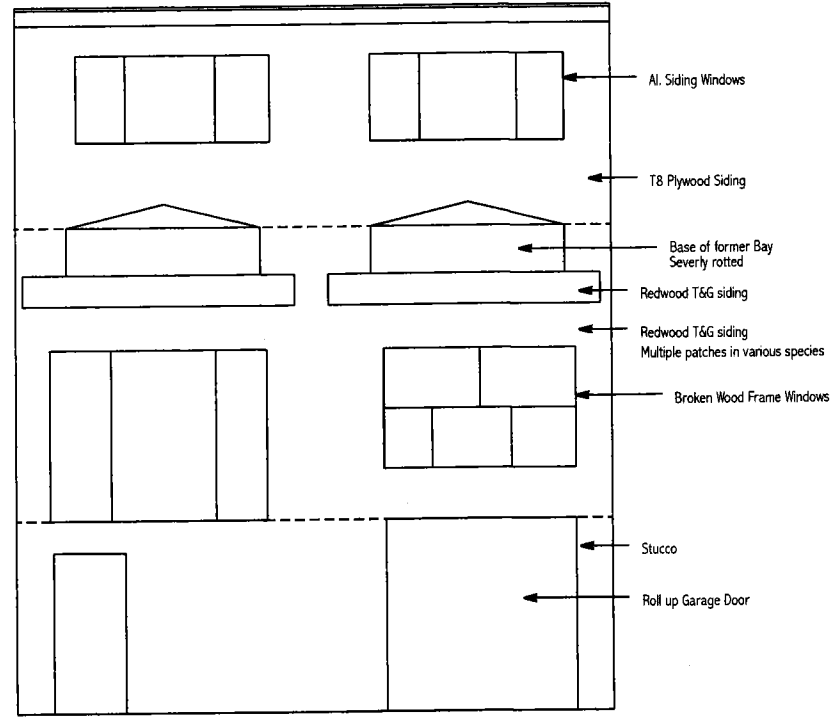 Al. Siding Windows
T8 Plywood Siding
Base of former Bay
Severly rotted
Redwood T&G siding
Redwood T&G siding
Multiple patches in various species
Broken Wood Frame Windows
Stucco
Roll up Garage Door